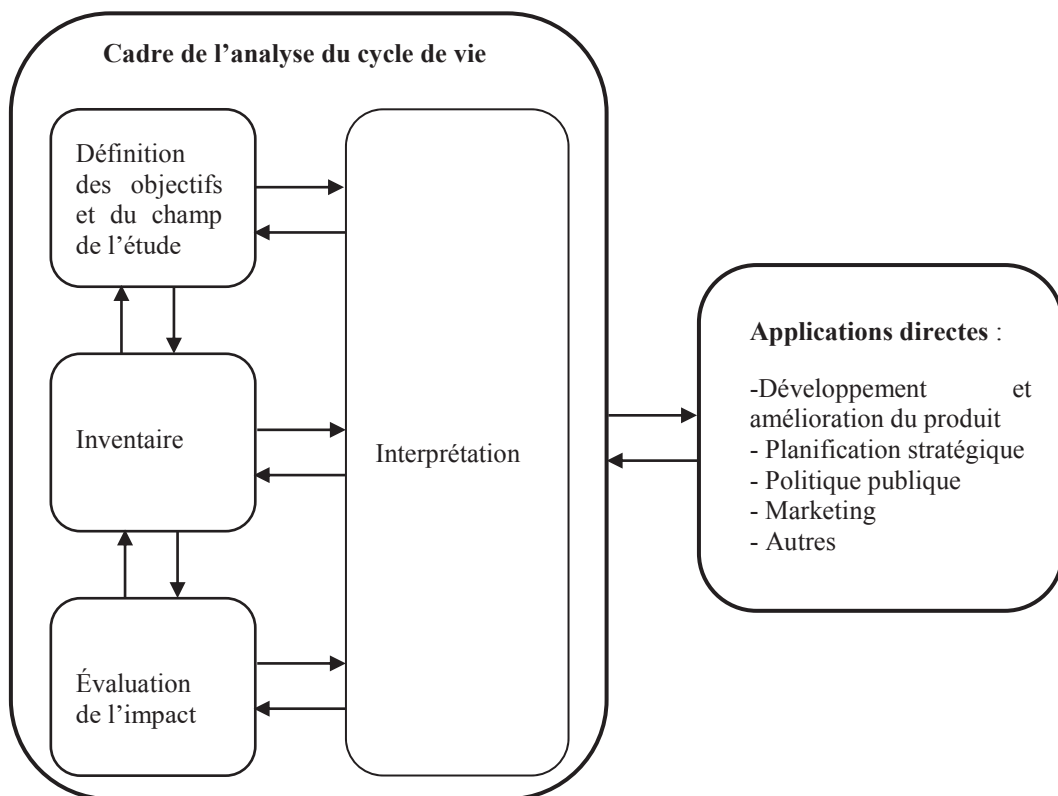 Cadre de l’analyse du cycle de vie
Définition
des objectifs
et du champ
de l’étude
Inventaire
Évaluation
de l’impact
Interprétation
Applications directes :
-Développement et
amélioration du produit
- Planification stratégique
- Politique publique
- Marketing
- Autres